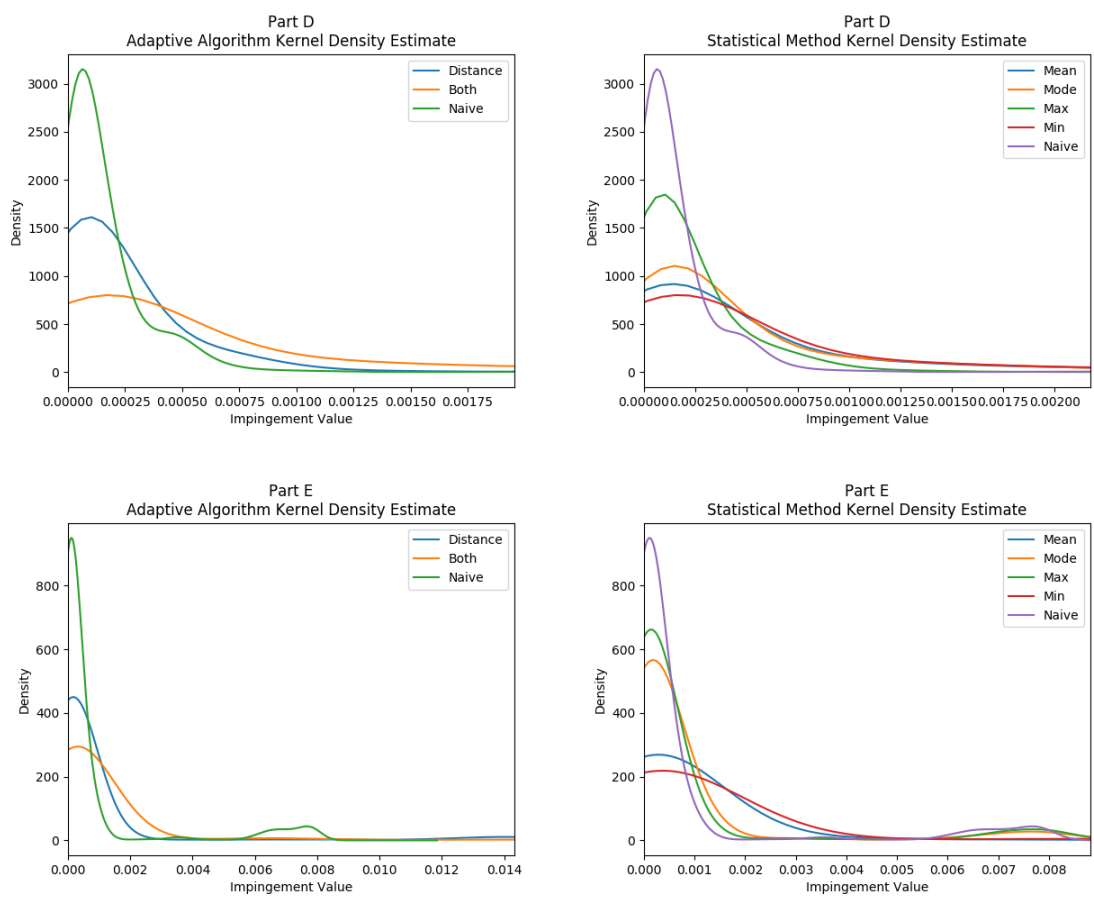 Part D
Adaptive Algorithm Kernel Density Estimate
Distance
Both
Naive
Density
3000
2500
2000
1500
1000
500
0
0.00000 0.00025 0.00050 0.00075 0.00100 0.00125 0.00150 0.00175
Impingement Value
Part D
Statistical Method Kernel Density Estimate
Mean
Mode
Max
Min
Naive
Density
3000
2500
2000
1500
1000
500
0
0.00000 0.00025 0.00050 0.00075 0.00100 0.00125 0.00150 0.00175 0.00200
Impingement Value
Part E
Adaptive Algorithm Kernel Density Estimate
Distance
Both
Naive
Density
800
600
400
200
0
0.000 0.002 0.004 0.006 0.008 0.010 0.012 0.014
Impingement Value
Part E
Statistical Method Kernel Density Estimate
Mean
Mode
Max
Min
Naive
Density
800
600
400
200
0
0.000 0.001 0.002 0.003 0.004 0.005 0.006 0.007 0.008
Impingement Value